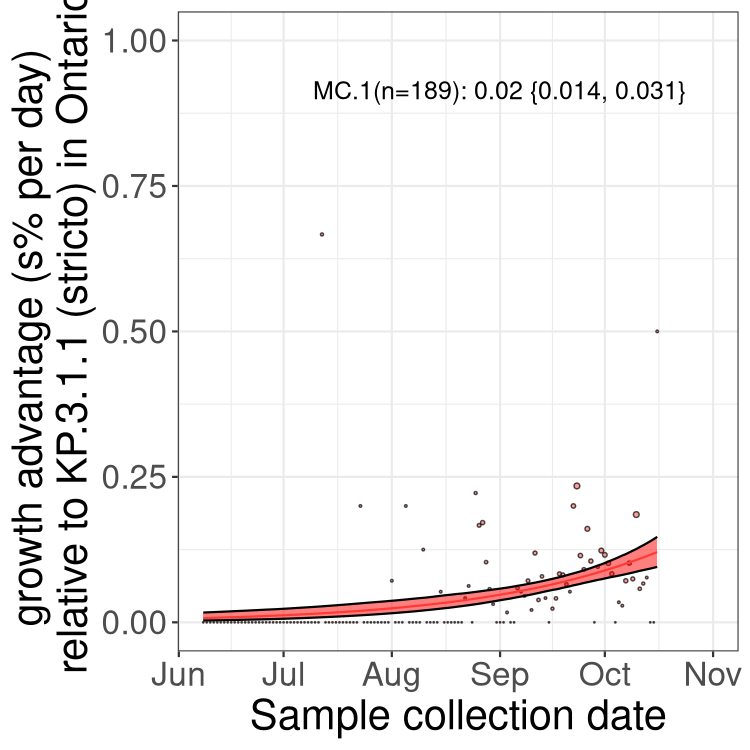 growth advantage (s% per day)
relative to KP.3.1.1 (stricto) in Ontario
1.00
0.75
0.50
0.25
0.00
MC.1(n=189): 0.02 {0.014, 0.031}
Jun Jul Aug Sep Oct Nov
Sample collection date